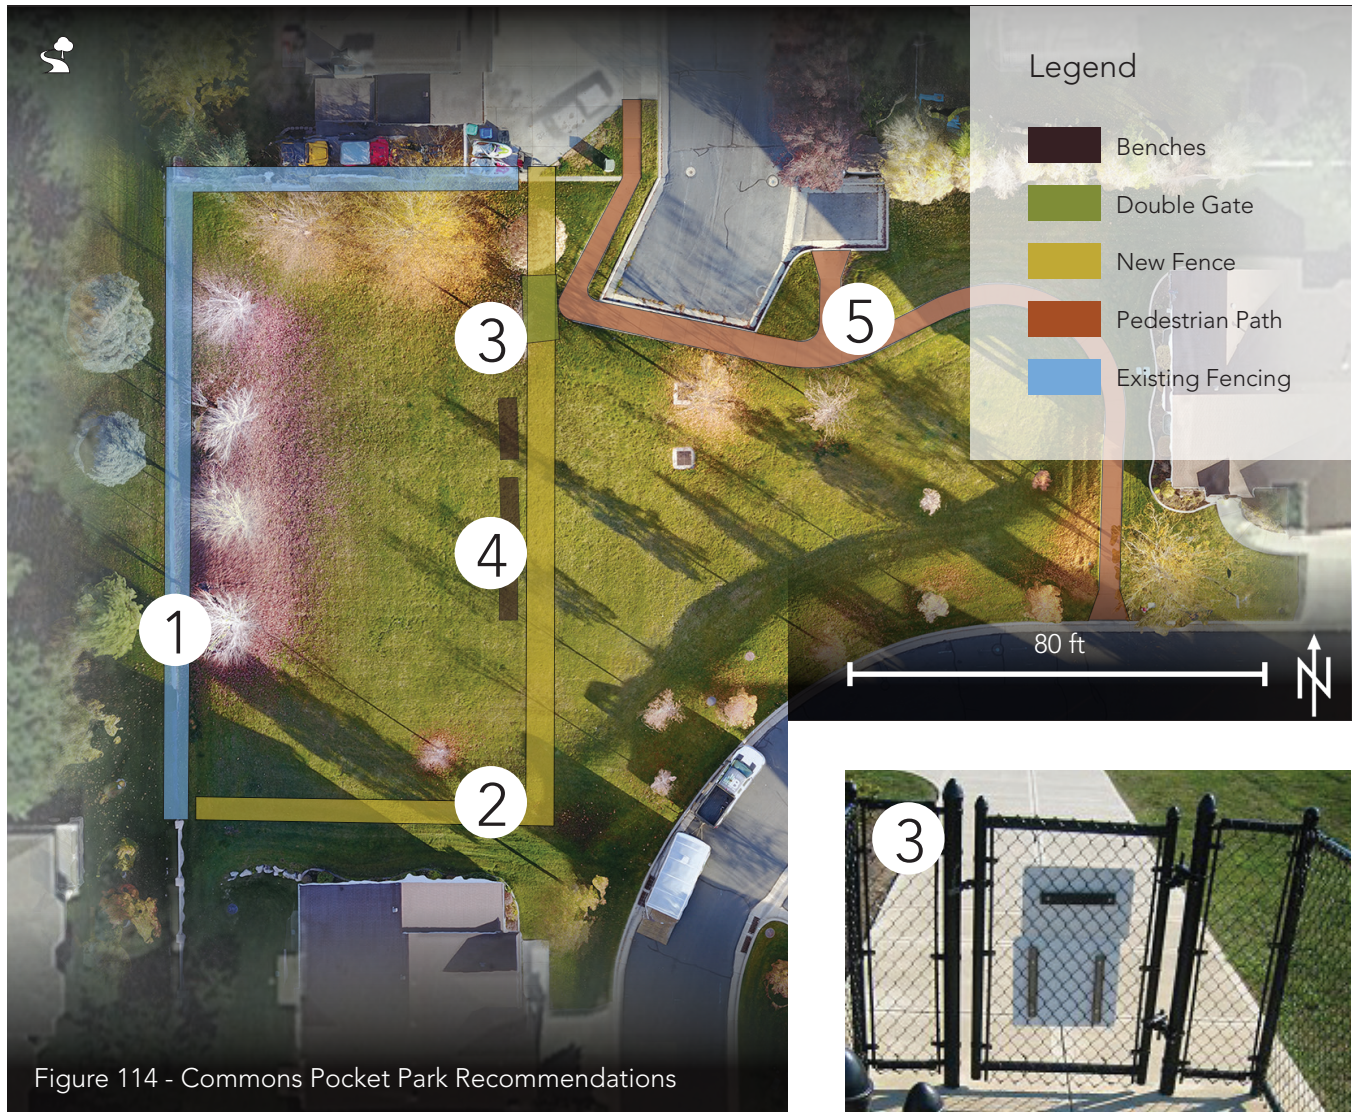 Legend
Benches
Double Gate
New Fence
Pedestrian Path
Existing Fencing
3
5
4
1
80 ft
N
2
3
Figure 114 - Commons Pocket Park Recommendations